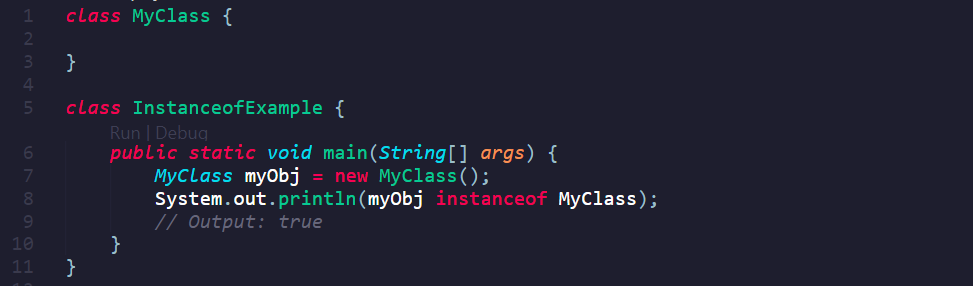 1 class MyClass {
2
3 }
4
5 class InstanceofExample {
Run | Debug
6 public static void main(String[] args) {
7 MyClass myObj = new MyClass();
8 System.out.println(myObj instanceof MyClass);
9 // Output: true
10 }
11 }